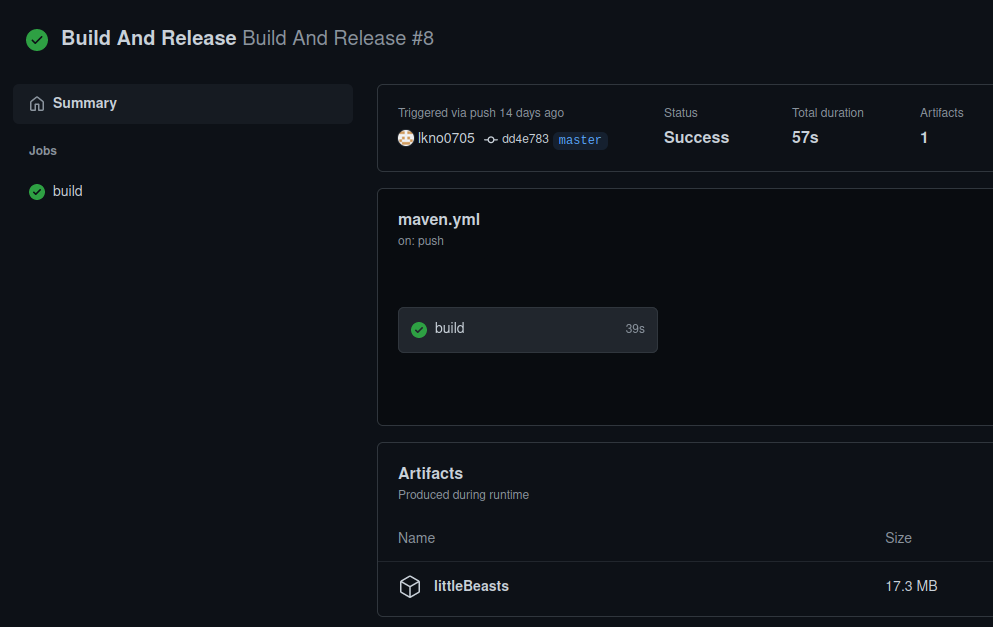 Build And Release Build And Release #8
Summary
Jobs
build
Triggered via push 14 days ago
lkno0705 dd4e783 master
Status
Success
Total duration
57s
Artifacts
1
maven.yml
on: push
build 39s
Artifacts
Produced during runtime
Name Size
littleBeasts 17.3 MB